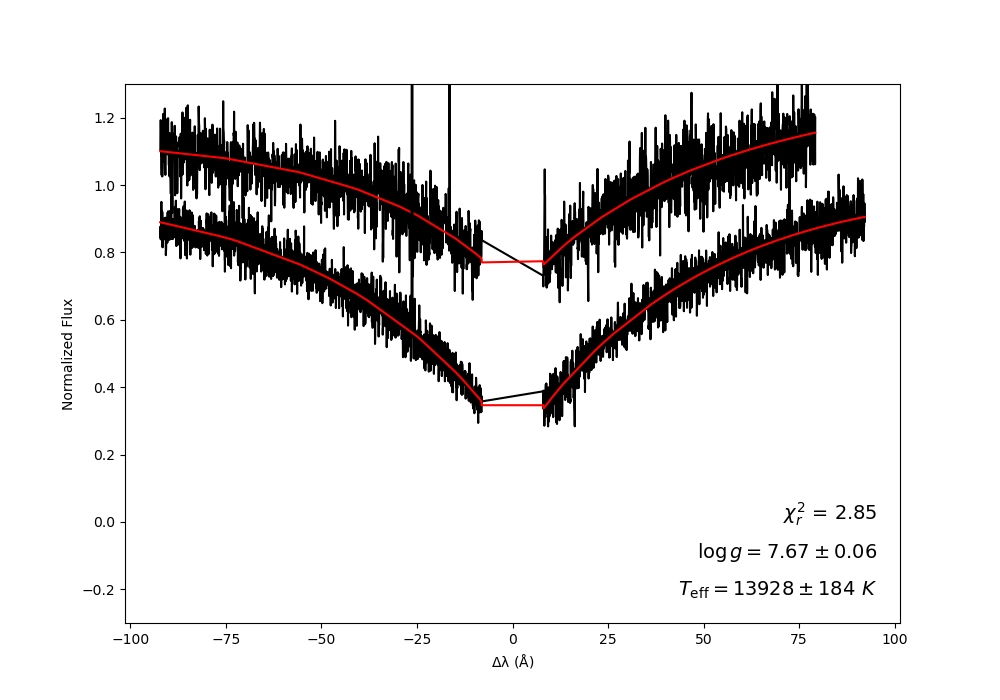 1.2
1.0
0.8
0.6
0.4
0.2
0.0
−0.2
Normalized Flux
χ²ᵣ = 2.85
log g = 7.67 ± 0.06
T_eff = 13928 ± 184 K
−100 −75 −50 −25 0 25 50 75 100
Δλ (Å)